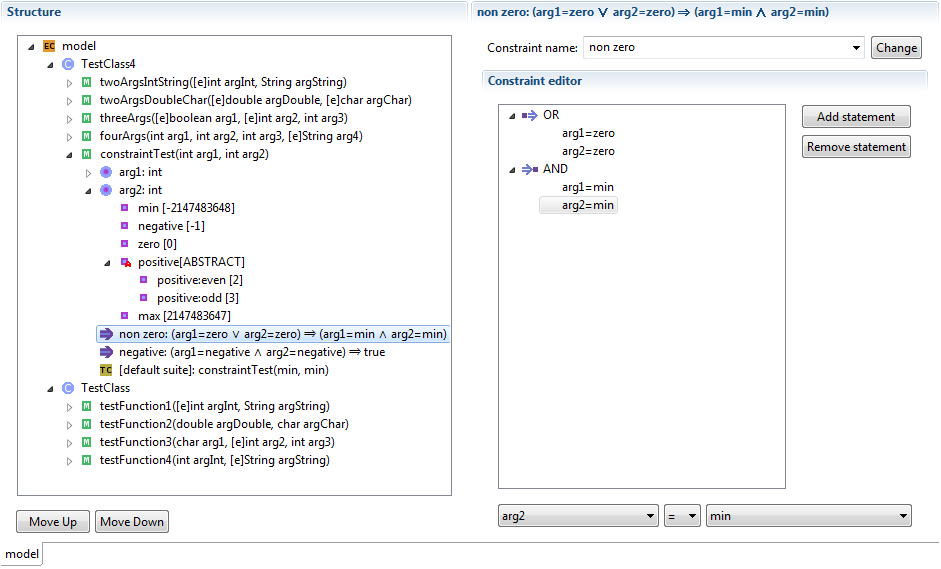 Structure
EC model
C TestClass4
M twoArgsIntString([e]int argInt, String argString)
M twoArgsDoubleChar([e]double argDouble, [e]char argChar)
M threeArgs([e]boolean arg1, [e]int arg2, int arg3)
M fourArgs(int arg1, int arg2, int arg3, [e]String arg4)
M constraintTest(int arg1, int arg2)
arg1: int
arg2: int
min [-2147483648]
negative [-1]
zero [0]
positive[ABSTRACT]
positive:even [2]
positive:odd [3]
max [2147483647]
non zero: (arg1=zero ∨ arg2=zero) ⇒ (arg1=min ∧ arg2=min)
negative: (arg1=negative ∧ arg2=negative) ⇒ true
TC [default suite]: constraintTest(min, min)
C TestClass
M testFunction1([e]int argInt, String argString)
M testFunction2(double argDouble, char argChar)
M testFunction3(char arg1, [e]int arg2, int arg3)
M testFunction4(int argInt, [e]String argString)
Move Up Move Down
model
non zero: (arg1=zero ∨ arg2=zero) ⇒ (arg1=min ∧ arg2=min)
Constraint name: non zero Change
Constraint editor
OR
arg1=zero
arg2=zero
AND
arg1=min
arg2=min
Add statement
Remove statement
arg2 = min